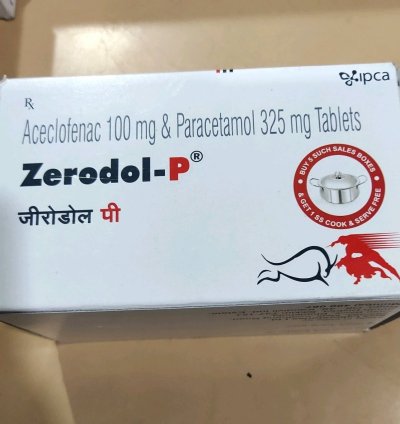 ipca
Rx
Aceclofenac 100 mg & Paracetamol 325 mg Tablets
Zerodol-P®
जीरोडोल पी
BUY 5 SUCH SALES BOXES
& GET 1 SS COOK & SERVE FREE